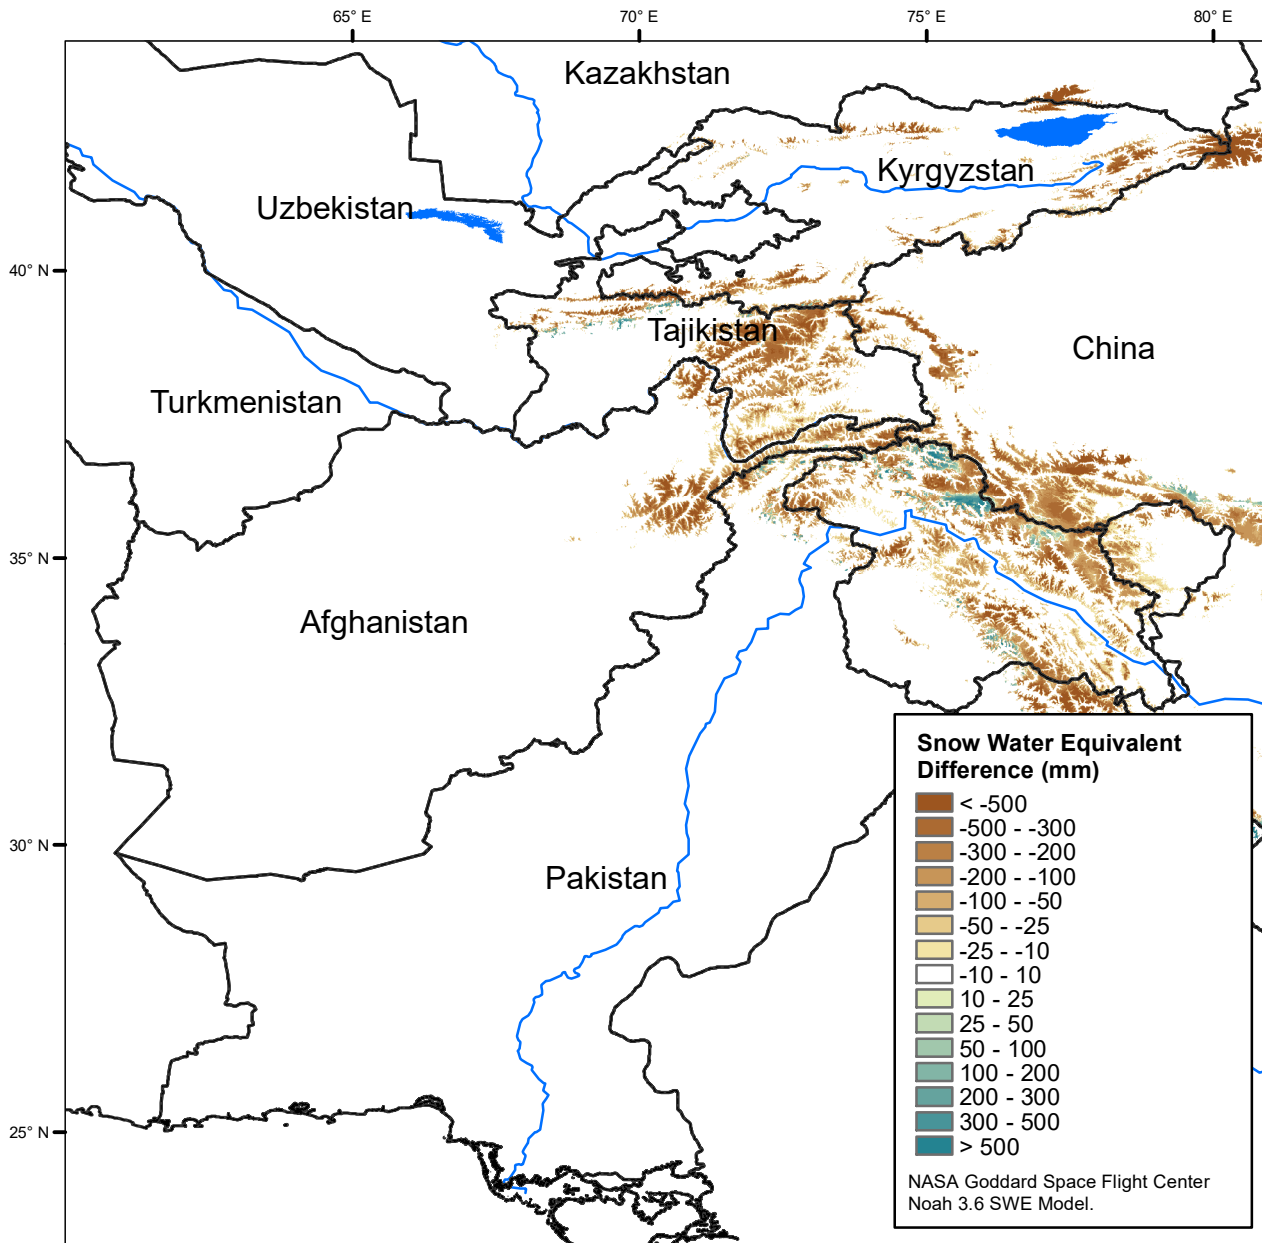 65° E
70° E
75° E
80° E
Kazakhstan
Kyrgyzstan
Uzbekistan
40° N
Tajikistan
China
Turkmenistan
35° N
Afghanistan
Snow Water Equivalent
Difference (mm)
< -500
-500 - -300
-300 - -200
-200 - -100
-100 - -50
-50 - -25
-25 - -10
-10 - 10
10 - 25
25 - 50
50 - 100
100 - 200
200 - 300
300 - 500
> 500
30° N
Pakistan
25° N
NASA Goddard Space Flight Center
Noah 3.6 SWE Model.